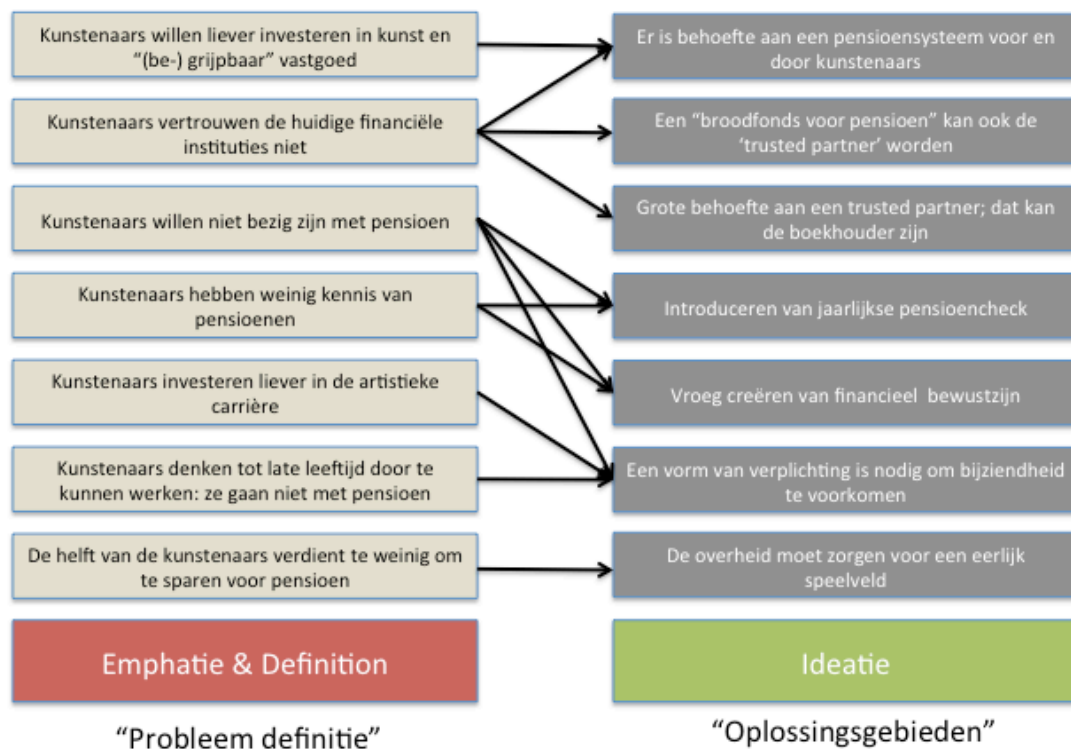 Kunstenaars willen liever investeren in kunst en
“(be-) grijpbaar” vastgoed
Er is behoefte aan een pensioensysteem voor en
door kunstenaars
Kunstenaars vertrouwen de huidige financiële
instituties niet
Een “broodfonds voor pensioen” kan ook de
‘trusted partner’ worden
Kunstenaars willen niet bezig zijn met pensioen
Grote behoefte aan een trusted partner; dat kan
de boekhouder zijn
Kunstenaars hebben weinig kennis van
pensioenen
Introduceren van jaarlijkse pensioencheck
Kunstenaars investeren liever in de artistieke
carrière
Vroeg creëren van financieel bewustzijn
Kunstenaars denken tot late leeftijd door te
kunnen werken: ze gaan niet met pensioen
Een vorm van verplichting is nodig om bijziendheid
te voorkomen
De helft van de kunstenaars verdient te weinig om
te sparen voor pensioen
De overheid moet zorgen voor een eerlijk
speelveld
Emphatie & Definition
Ideatie
“Probleem definitie”
“Oplossingsgebieden”